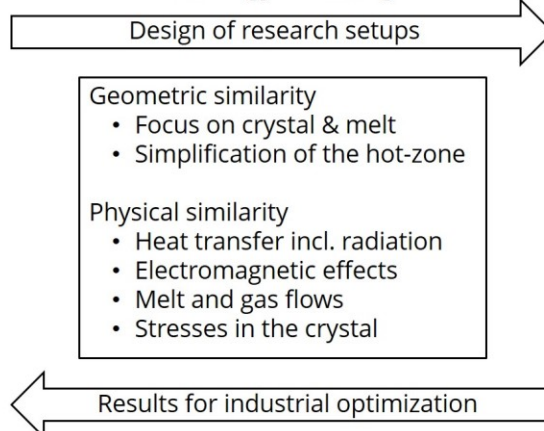 Design of research setups
Geometric similarity
• Focus on crystal & melt
• Simplification of the hot-zone
Physical similarity
• Heat transfer incl. radiation
• Electromagnetic effects
• Melt and gas flows
• Stresses in the crystal
Results for industrial optimization